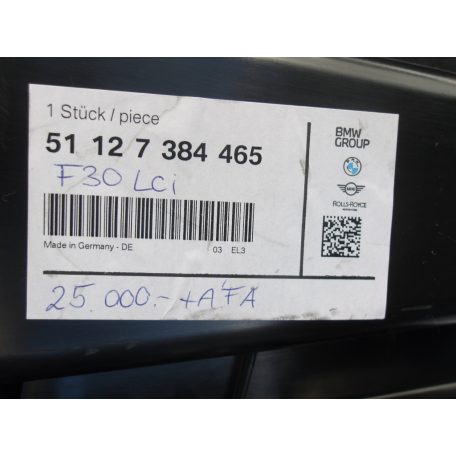 1 Stück / piece
51 12 7 384 465
F30 LCi
Made in Germany - DE 03 EL3
25.000.- +AFA
BMW
GROUP
MINI
ROLLS-ROYCE